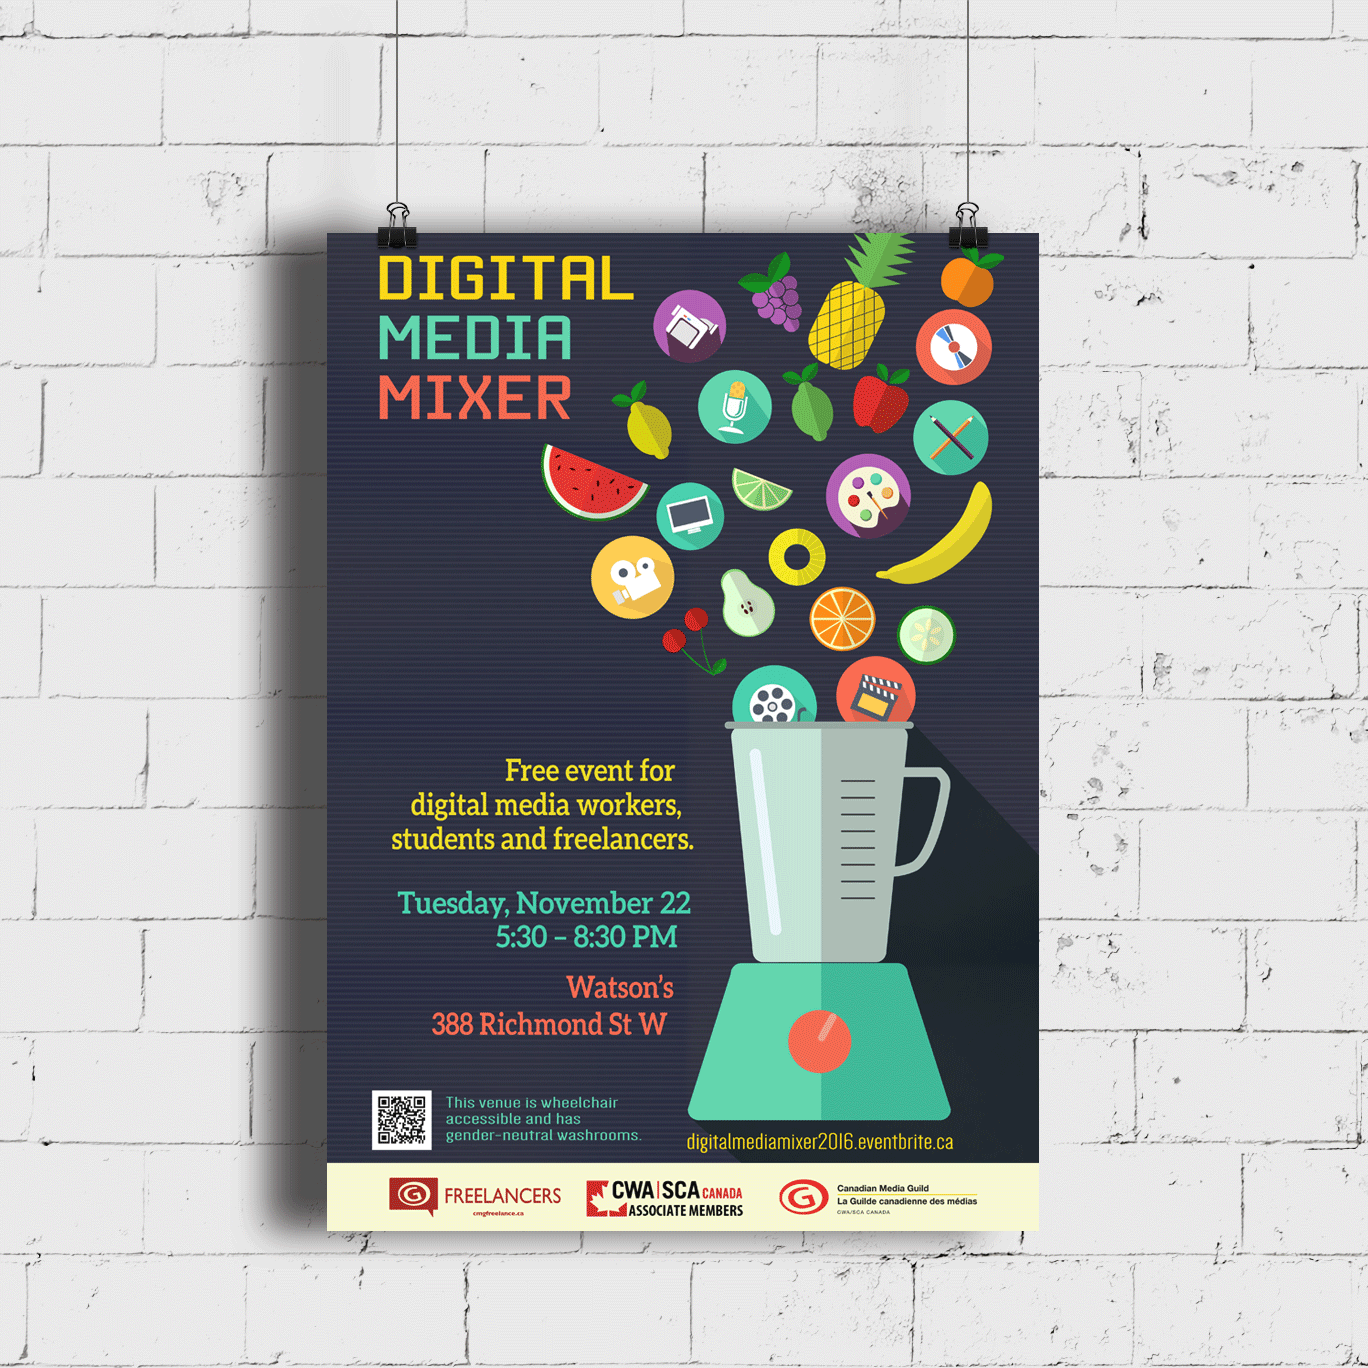 DIGITAL
MEDIA
MIXER
Free event for
digital media workers,
students and freelancers.
Tuesday, November 22
5:30 – 8:30 PM
Watson's
388 Richmond St W
This venue is wheelchair
accessible and has
gender-neutral washrooms.
digitalmediamixer2016.eventbrite.ca
G FREELANCERS
cmgfreelance.ca
CWA|SCA CANADA
ASSOCIATE MEMBERS
G
Canadian Media Guild
La Guilde canadienne des médias
CWA/SCA CANADA